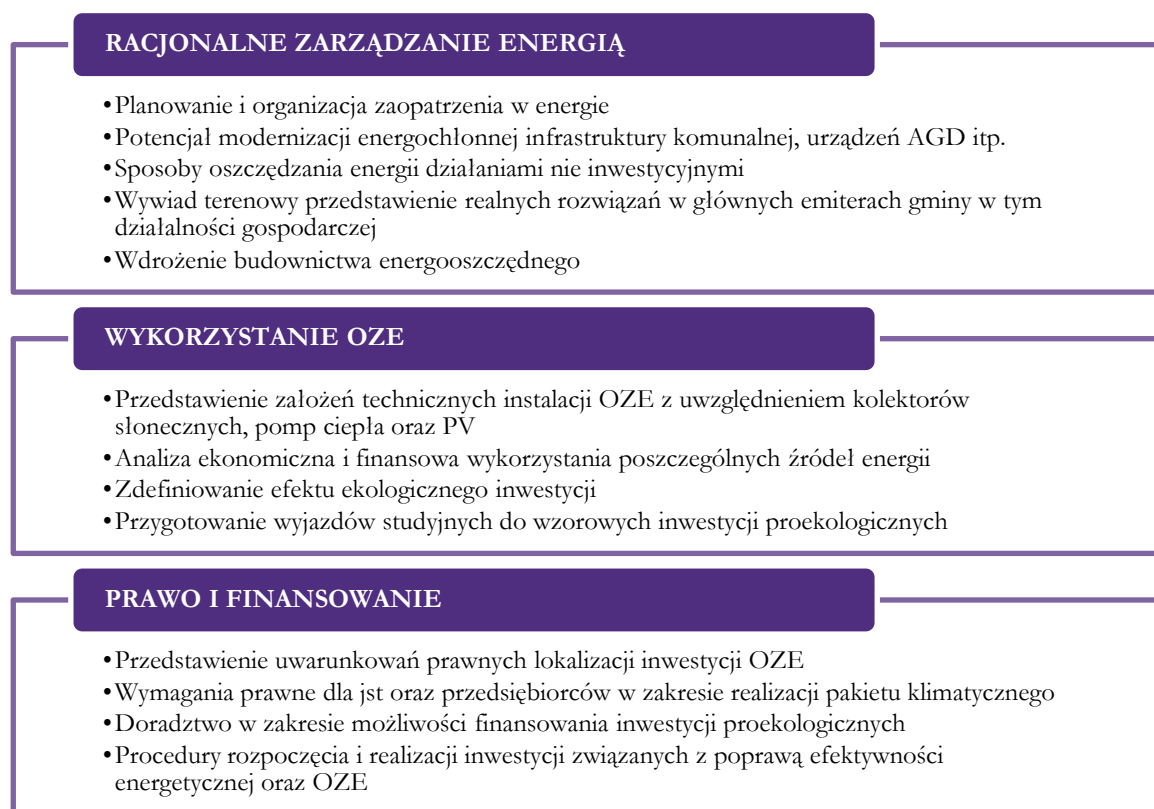 RACJONALNE ZARZĄDZANIE ENERGIĄ
•Planowanie i organizacja zaopatrzenia w energie
•Potencjał modernizacji energochłonnej infrastruktury komunalnej, urządzeń AGD itp.
•Sposoby oszczędzania energii działaniami nie inwestycyjnymi
•Wywiad terenowy przedstawienie realnych rozwiązań w głównych emiterach gminy w tym
działalności gospodarczej
•Wdrożenie budownictwa energooszczędnego
WYKORZYSTANIE OZE
•Przedstawienie założeń technicznych instalacji OZE z uwzględnieniem kolektorów
słonecznych, pomp ciepła oraz PV
•Analiza ekonomiczna i finansowa wykorzystania poszczególnych źródeł energii
•Zdefiniowanie efektu ekologicznego inwestycji
•Przygotowanie wyjazdów studyjnych do wzorowych inwestycji proekologicznych
PRAWO I FINANSOWANIE
•Przedstawienie uwarunkowań prawnych lokalizacji inwestycji OZE
•Wymagania prawne dla jst oraz przedsiębiorców w zakresie realizacji pakietu klimatycznego
•Doradztwo w zakresie możliwości finansowania inwestycji proekologicznych
•Procedury rozpoczęcia i realizacji inwestycji związanych z poprawą efektywności
energetycznej oraz OZE